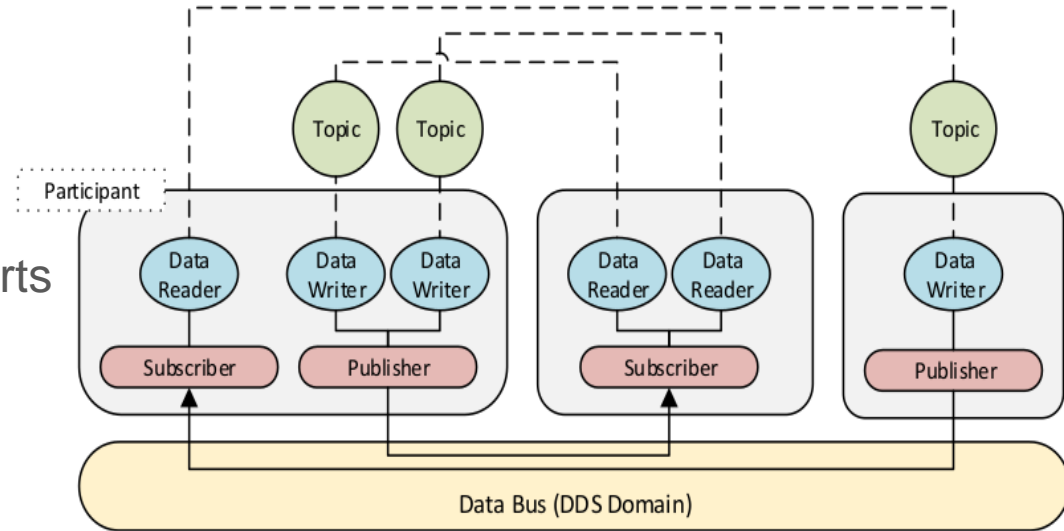 Topic
Topic
Topic
Participant
Data
Reader
Data
Writer
Data
Writer
Data
Reader
Data
Reader
Data
Writer
rts
Subscriber
Publisher
Subscriber
Publisher
Data Bus (DDS Domain)